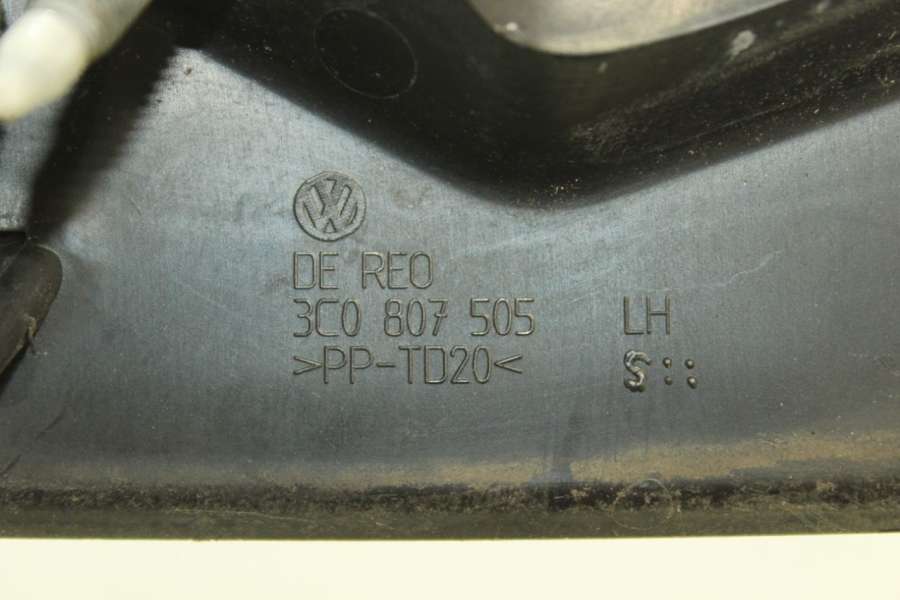 DE REO
3C0 807 505 LH
>PP-TD20< S::